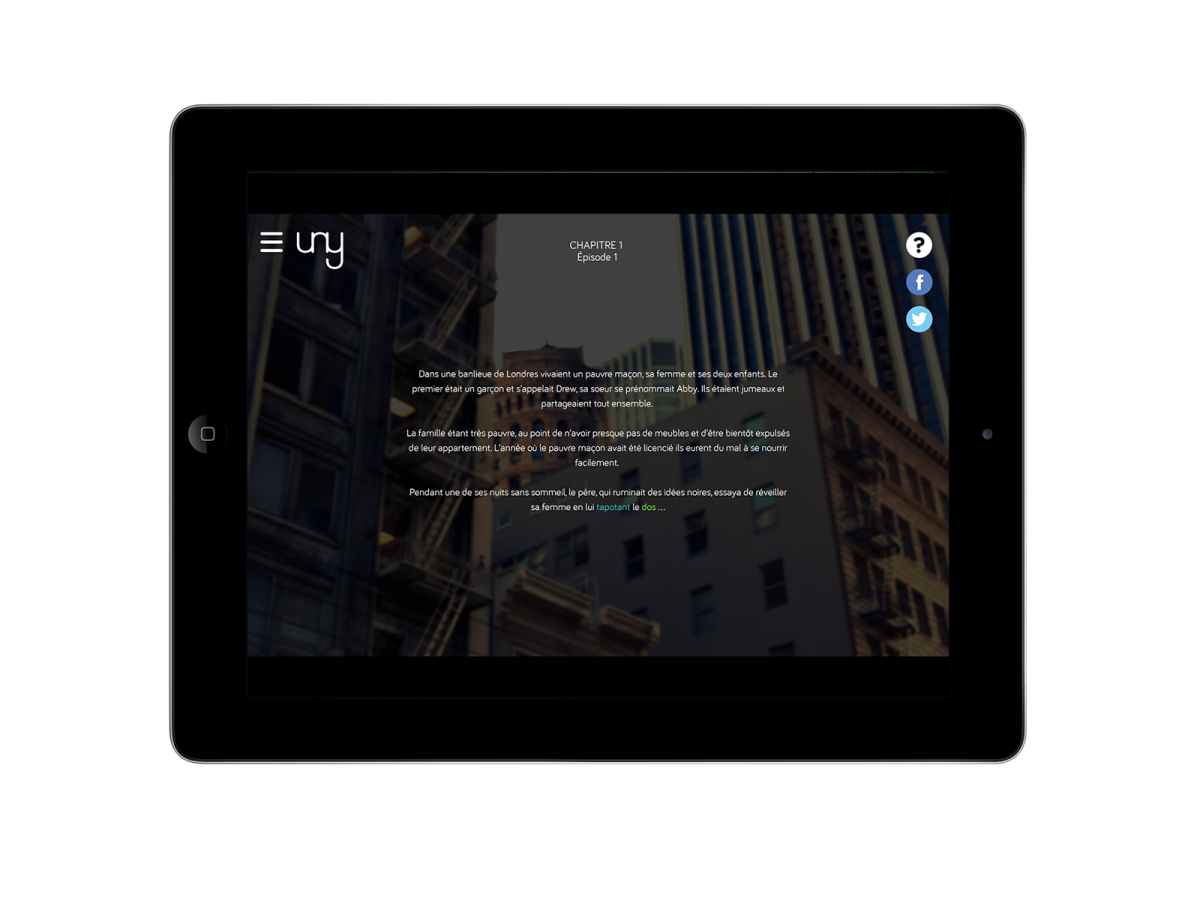 uny
CHAPITRE 1
Épisode 1
?
f
Dans une banlieue de Londres vivaient un pauvre maçon, sa femme et ses deux enfants. Le
premier était un garçon et s'appelait Drew, sa soeur se prénommait Abby. Ils étaient jumeaux et
partageaient tout ensemble.
La famille étant très pauvre, au point de n'avoir presque pas de meubles et d'être bientôt expulsés
de leur appartement. L'année où le pauvre maçon avait été licencié ils eurent du mal à se nourrir
facilement.
Pendant une de ses nuits sans sommeil, le père, qui ruminait des idées noires, essaya de réveiller
sa femme en lui tapotant le dos ...